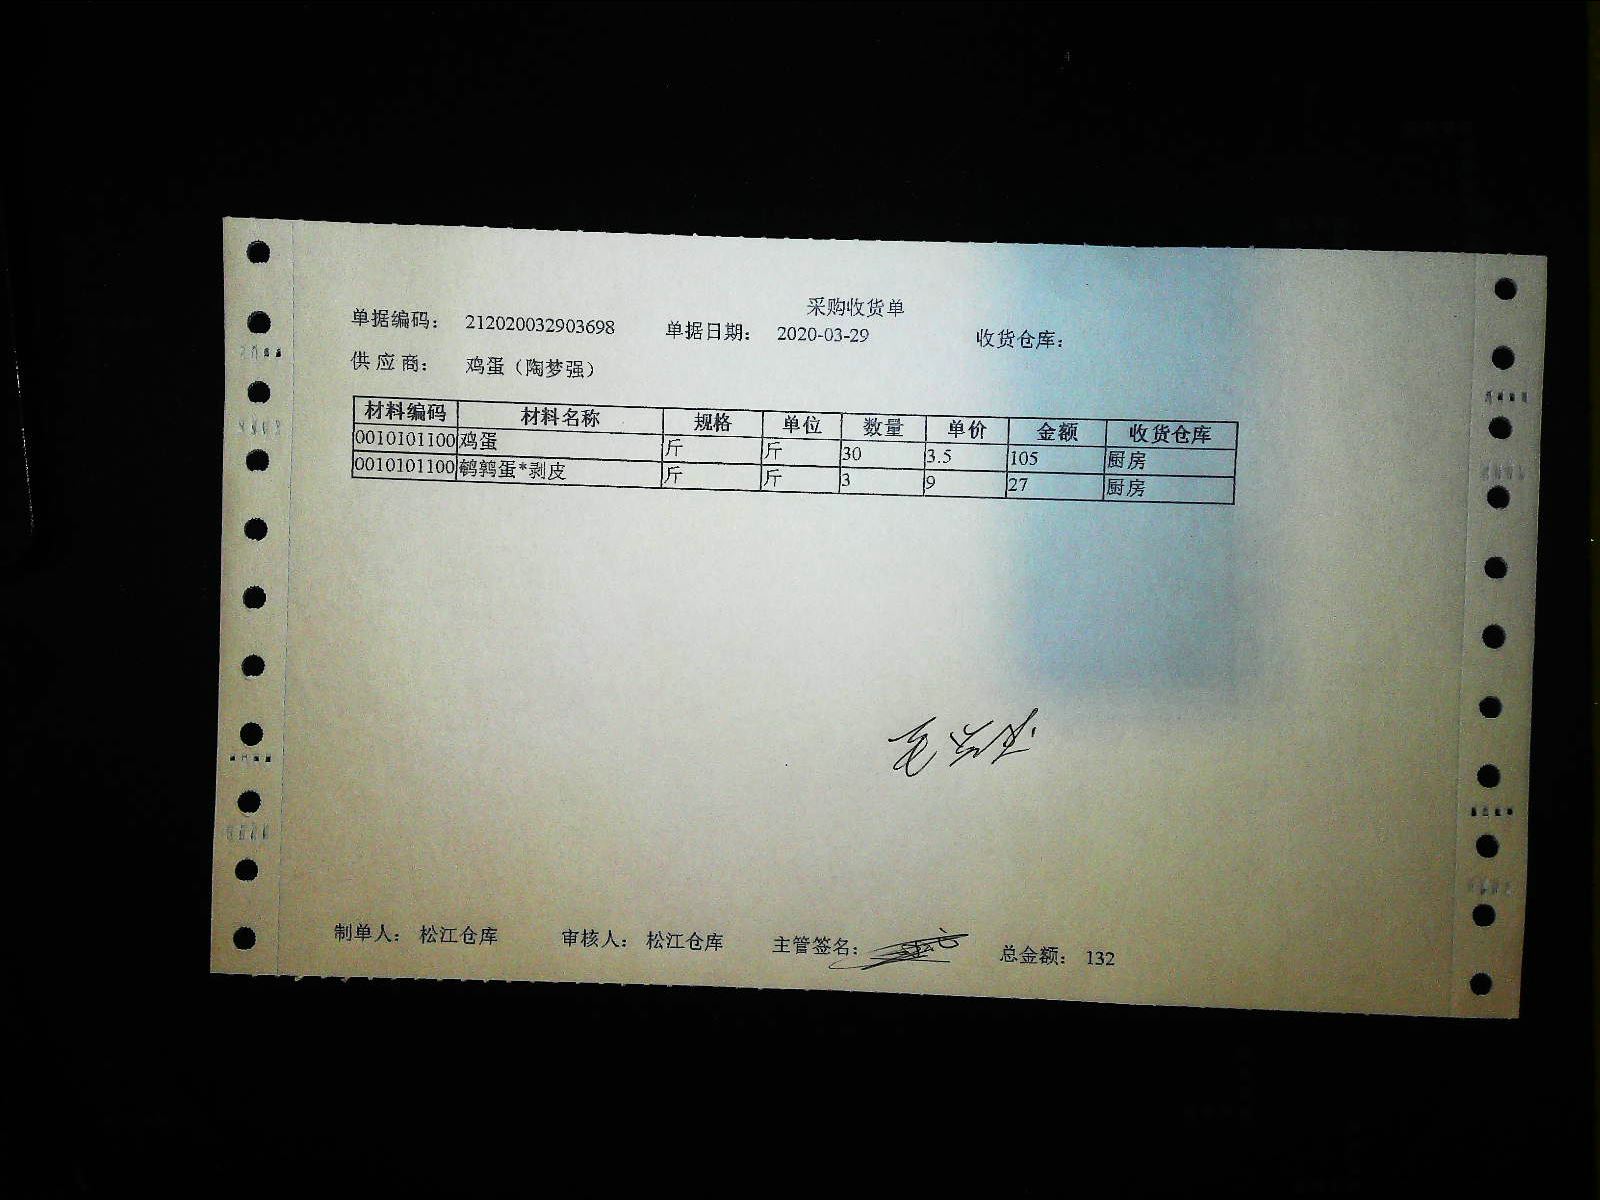 采购收货单
单据编码： 212020032903698 单据日期： 2020-03-29 收货仓库：
供应商： 鸡蛋（陶梦强）
材料编码 材料名称 规格 单位 数量 单价 金额 收货仓库
0010101100 鸡蛋 斤 斤 30 3.5 105 厨房
0010101100 鹌鹑蛋*剥皮 斤 斤 3 9 27 厨房
制单人： 松江仓库 审核人： 松江仓库 主管签名： 总金额： 132